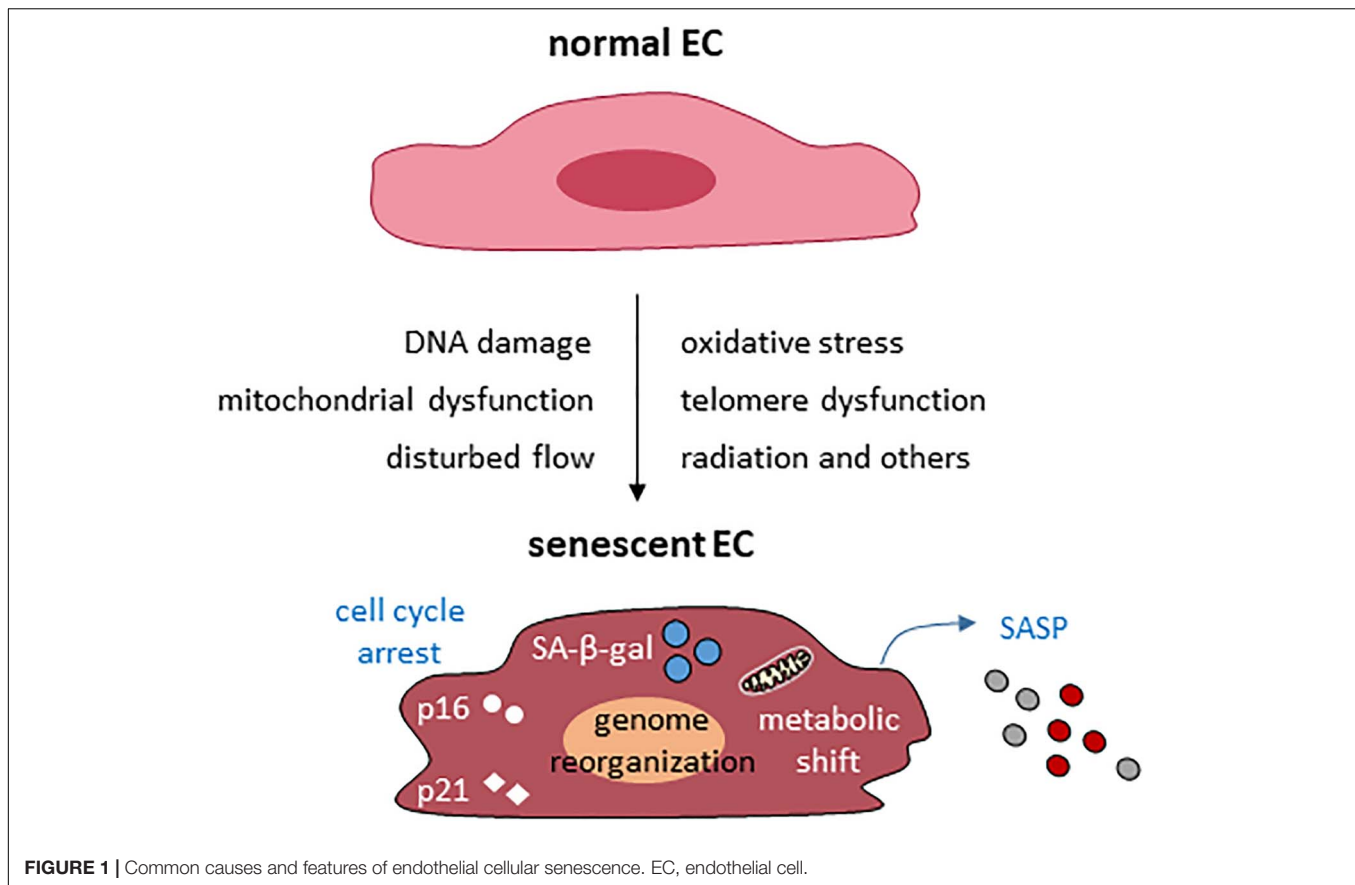 normal EC
DNA damage
oxidative stress
mitochondrial dysfunction
telomere dysfunction
disturbed flow
radiation and others
senescent EC
cell cycle
arrest
SASP
SA-β-gal
p16
genome
reorganization
metabolic
shift
p21
FIGURE 1 | Common causes and features of endothelial cellular senescence. EC, endothelial cell.